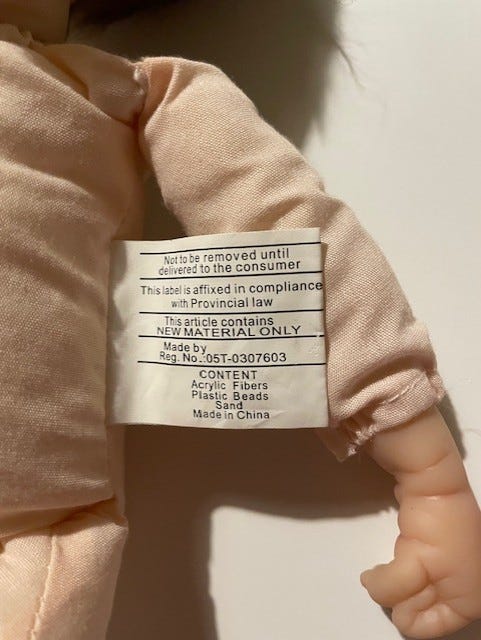 Not to be removed until
delivered to the consumer
This label is affixed in compliance
with Provincial law
This article contains
NEW MATERIAL ONLY
Made by
Reg. No.:05T-0307603
CONTENT
Acrylic Fibers
Plastic Beads
Sand
Made in China